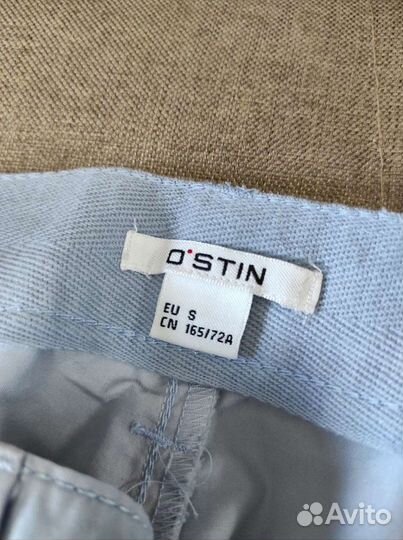 O'STIN
EU S
CN 165/72A
Avito